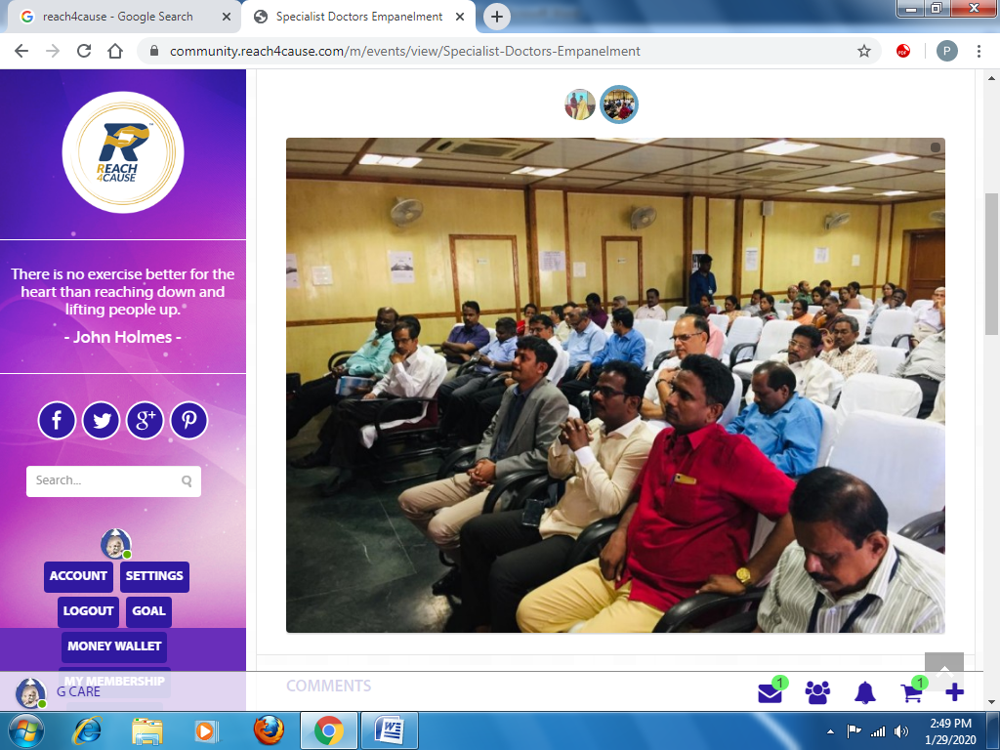 reach4cause - Google Search
Specialist Doctors Empanelment
community.reach4cause.com/m/events/view/Specialist-Doctors-Empanelment
PDF
P
R
REACH
4CAUSE
There is no exercise better for the
heart than reaching down and
lifting people up.
- John Holmes -
Search...
ACCOUNT
SETTINGS
LOGOUT
GOAL
MONEY WALLET
MY MEMBERSHIP
G CARE
COMMENTS
1
1
2:49 PM
1/29/2020